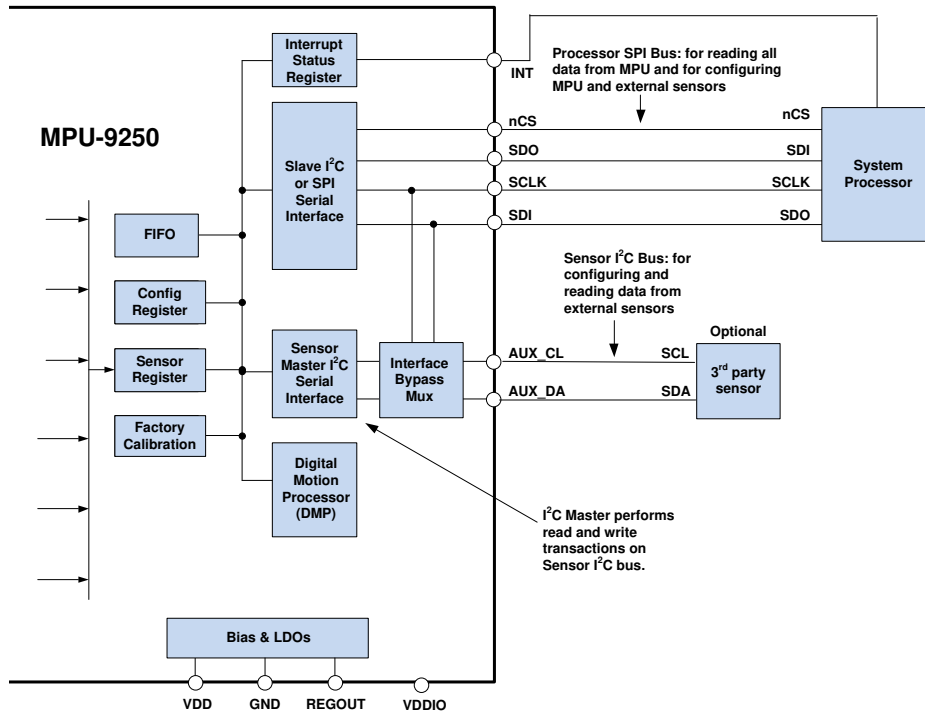 Interrupt
Status
Register
INT
Processor SPI Bus: for reading all
data from MPU and for configuring
MPU and external sensors
MPU-9250
Slave I²C
or SPI
Serial
Interface
nCS
nCS
SDO
SDI
SCLK
SCLK
SDI
SDO
System
Processor
FIFO
Config
Register
Sensor
Register
Factory
Calibration
Sensor
Master I²C
Serial
Interface
Interface
Bypass
Mux
Sensor I²C Bus: for
configuring and
reading data from
external sensors
AUX_CL
SCL
AUX_DA
SDA
Optional
3rd party
sensor
Digital
Motion
Processor
(DMP)
I²C Master performs
read and write
transactions on
Sensor I²C bus.
Bias & LDOs
VDD
GND
REGOUT
VDDIO